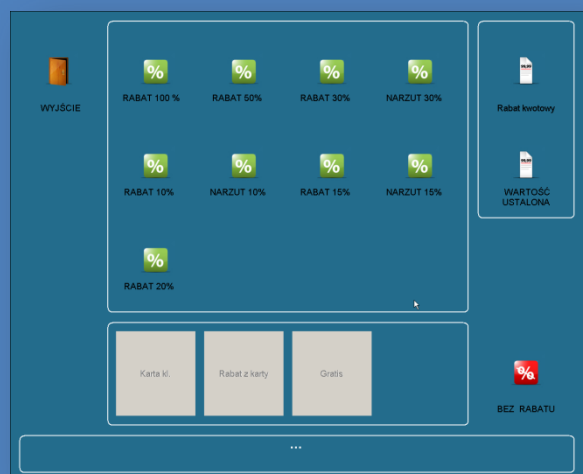 WYJŚCIE
RABAT 100 %
RABAT 50%
RABAT 30%
NARZUT 30%
RABAT 10%
NARZUT 10%
RABAT 15%
NARZUT 15%
RABAT 20%
Rabat kwotowy
WARTOŚĆ
USTALONA
Karta kl.
Rabat z karty
Gratis
BEZ RABATU
...